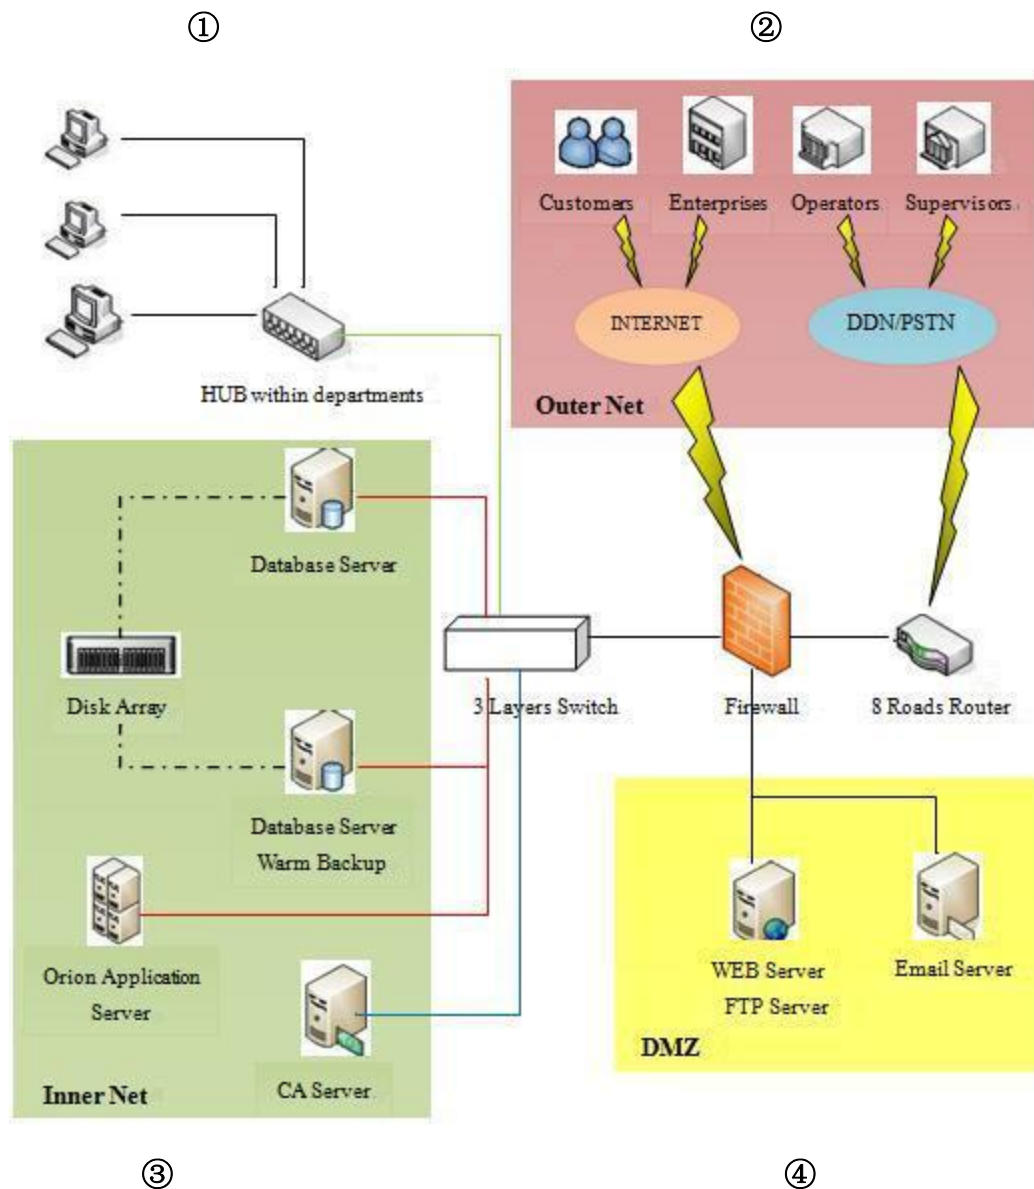 ①
②
Customers
Enterprises
Operators
Supervisors
INTERNET
DDN/PSTN
Outer Net
HUB within departments
Database Server
Disk Array
3 Layers Switch
Firewall
8 Roads Router
Database Server
Warm Backup
Orion Application
Server
CA Server
Inner Net
WEB Server
FTP Server
Email Server
DMZ
③
④